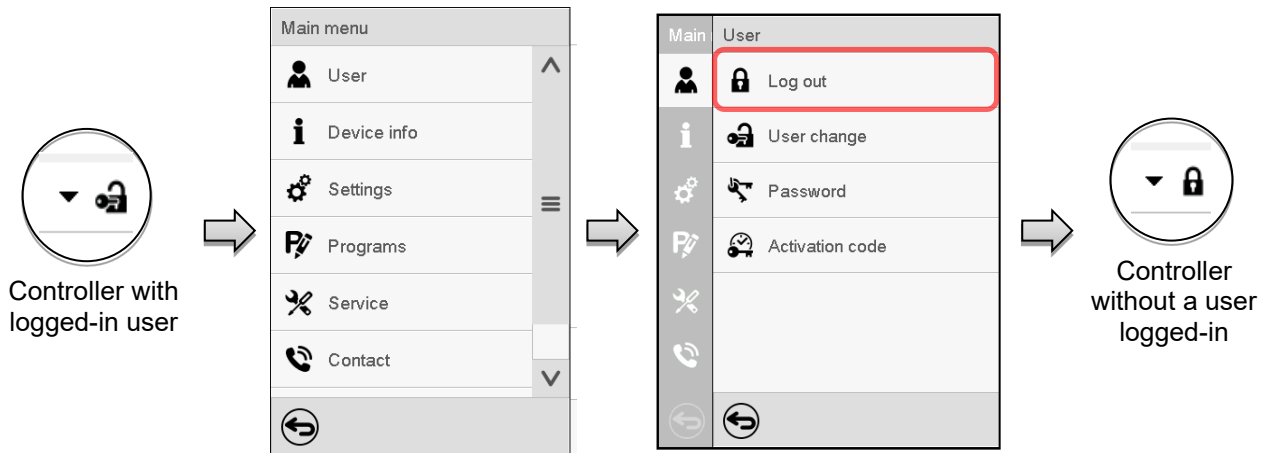 Controller with
logged-in user
Main menu
User
Device info
Settings
Programs
Service
Contact
Main
User
Log out
User change
Password
Activation code
Controller
without a user
logged-in